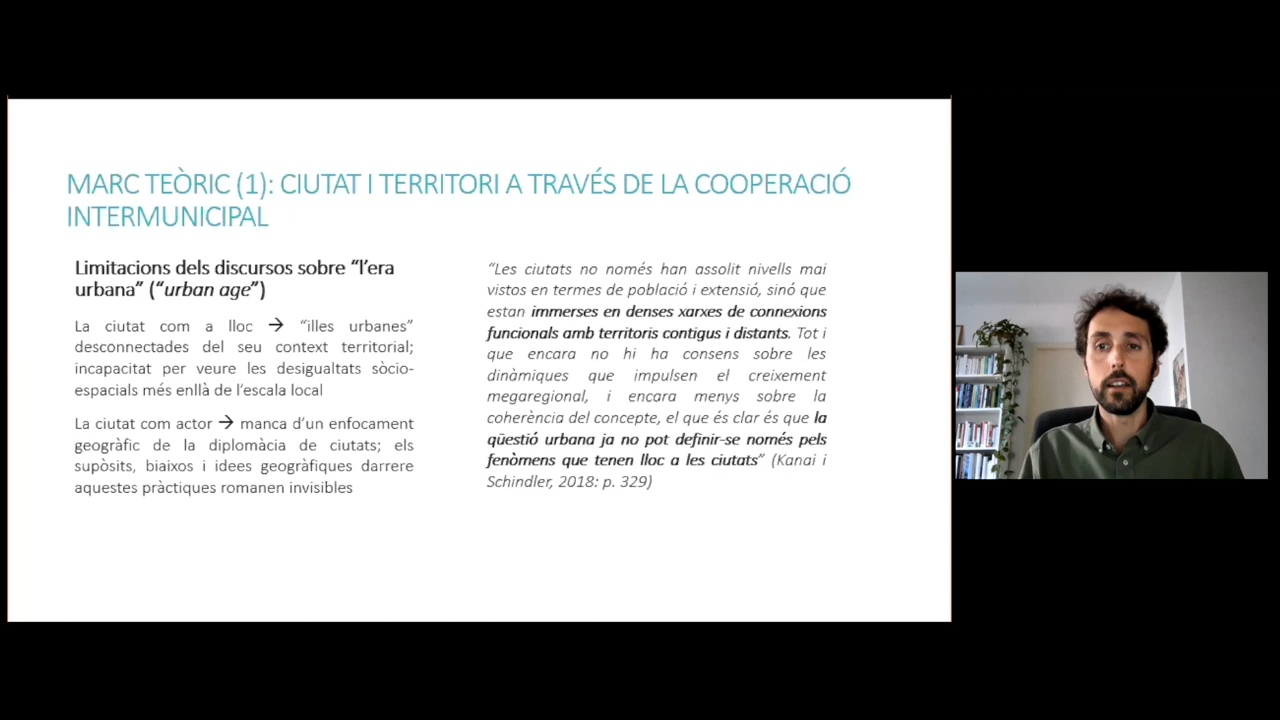 MARC TEÒRIC (1): CIUTAT I TERRITORI A TRAVÉS DE LA COOPERACIÓ
INTERMUNICIPAL
Limitacions dels discursos sobre “l’era
urbana” (“urban age”)
La ciutat com a lloc → “illes urbanes”
desconnectades del seu context territorial;
incapacitat per veure les desigualtats sòcio-
espacials més enllà de l’escala local
La ciutat com actor → manca d’un enfocament
geogràfic de la diplomàcia de ciutats; els
supòsits, biaixos i idees geogràfiques darrere
aquestes pràctiques romanen invisibles
“Les ciutats no només han assolit nivells mai
vistos en termes de població i extensió, sinó que
estan immerses en denses xarxes de connexions
funcionals amb territoris contigus i distants. Tot i
que encara no hi ha consens sobre les
dinàmiques que impulsen el creixement
megaregional, i encara menys sobre la
coherència del concepte, el que és clar és que la
qüestió urbana ja no pot definir-se només pels
fenòmens que tenen lloc a les ciutats” (Kanai i
Schindler, 2018: p. 329)